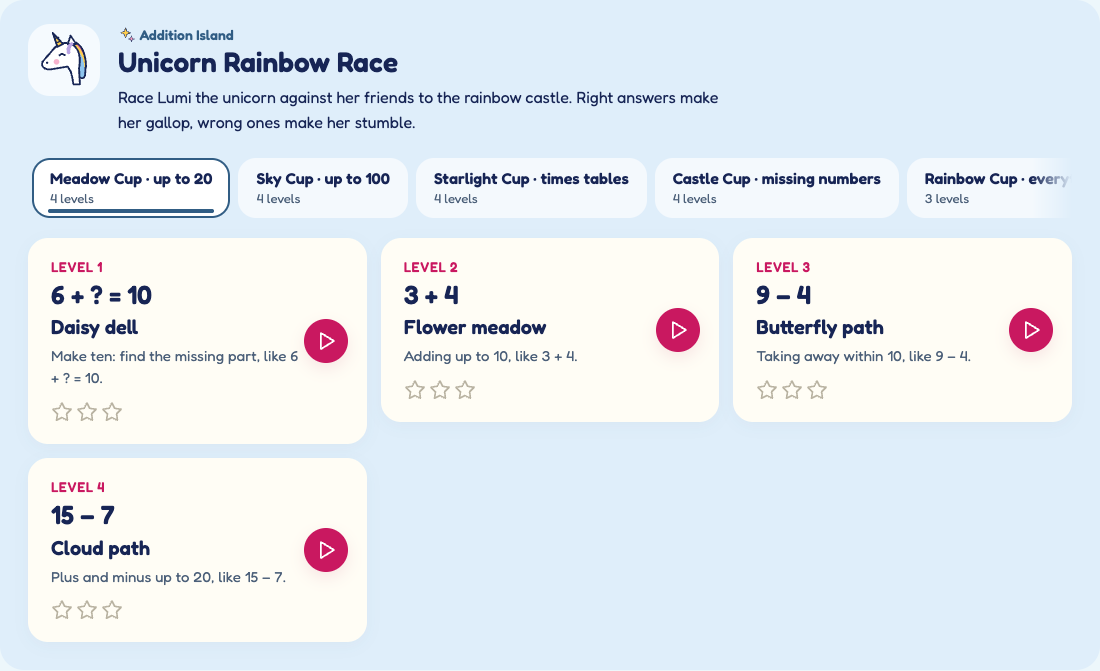 Addition Island
Unicorn Rainbow Race
Race Lumi the unicorn against her friends to the rainbow castle. Right answers make
her gallop, wrong ones make her stumble.
Meadow Cup · up to 20
4 levels
Sky Cup · up to 100
4 levels
Starlight Cup · times tables
4 levels
Castle Cup · missing numbers
4 levels
Rainbow Cup · every
3 levels
LEVEL 1
6 + ? = 10
Daisy dell
Make ten: find the missing part, like 6
+ ? = 10.
LEVEL 2
3 + 4
Flower meadow
Adding up to 10, like 3 + 4.
LEVEL 3
9 – 4
Butterfly path
Taking away within 10, like 9 – 4.
LEVEL 4
15 – 7
Cloud path
Plus and minus up to 20, like 15 – 7.